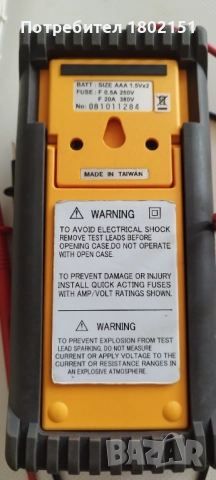 Потребител 1802151
BATT : SIZE AAA 1.5Vx2
FUSE : F 0.5A 250V
F 20A 380V
No: 081011284
MADE IN TAIWAN
WARNING
TO AVOID ELECTRICAL SHOCK
REMOVE TEST LEADS BEFORE
OPENING CASE.DO NOT OPERATE
WITH OPEN CASE.
TO PREVENT DAMAGE OR INJURY
INSTALL QUICK ACTING FUSES
WITH AMP/VOLT RATINGS SHOWN.
WARNING
TO PREVENT EXPLOSION FROM TEST
LEAD SPARKING. DO NOT MEASURE
CURRENT OR APPLY VOLTAGE TO THE
CURRENT OR RESISTANCE RANGES IN
AN EXPLOSIVE ATMOSPHERE.
BAZAR
bg